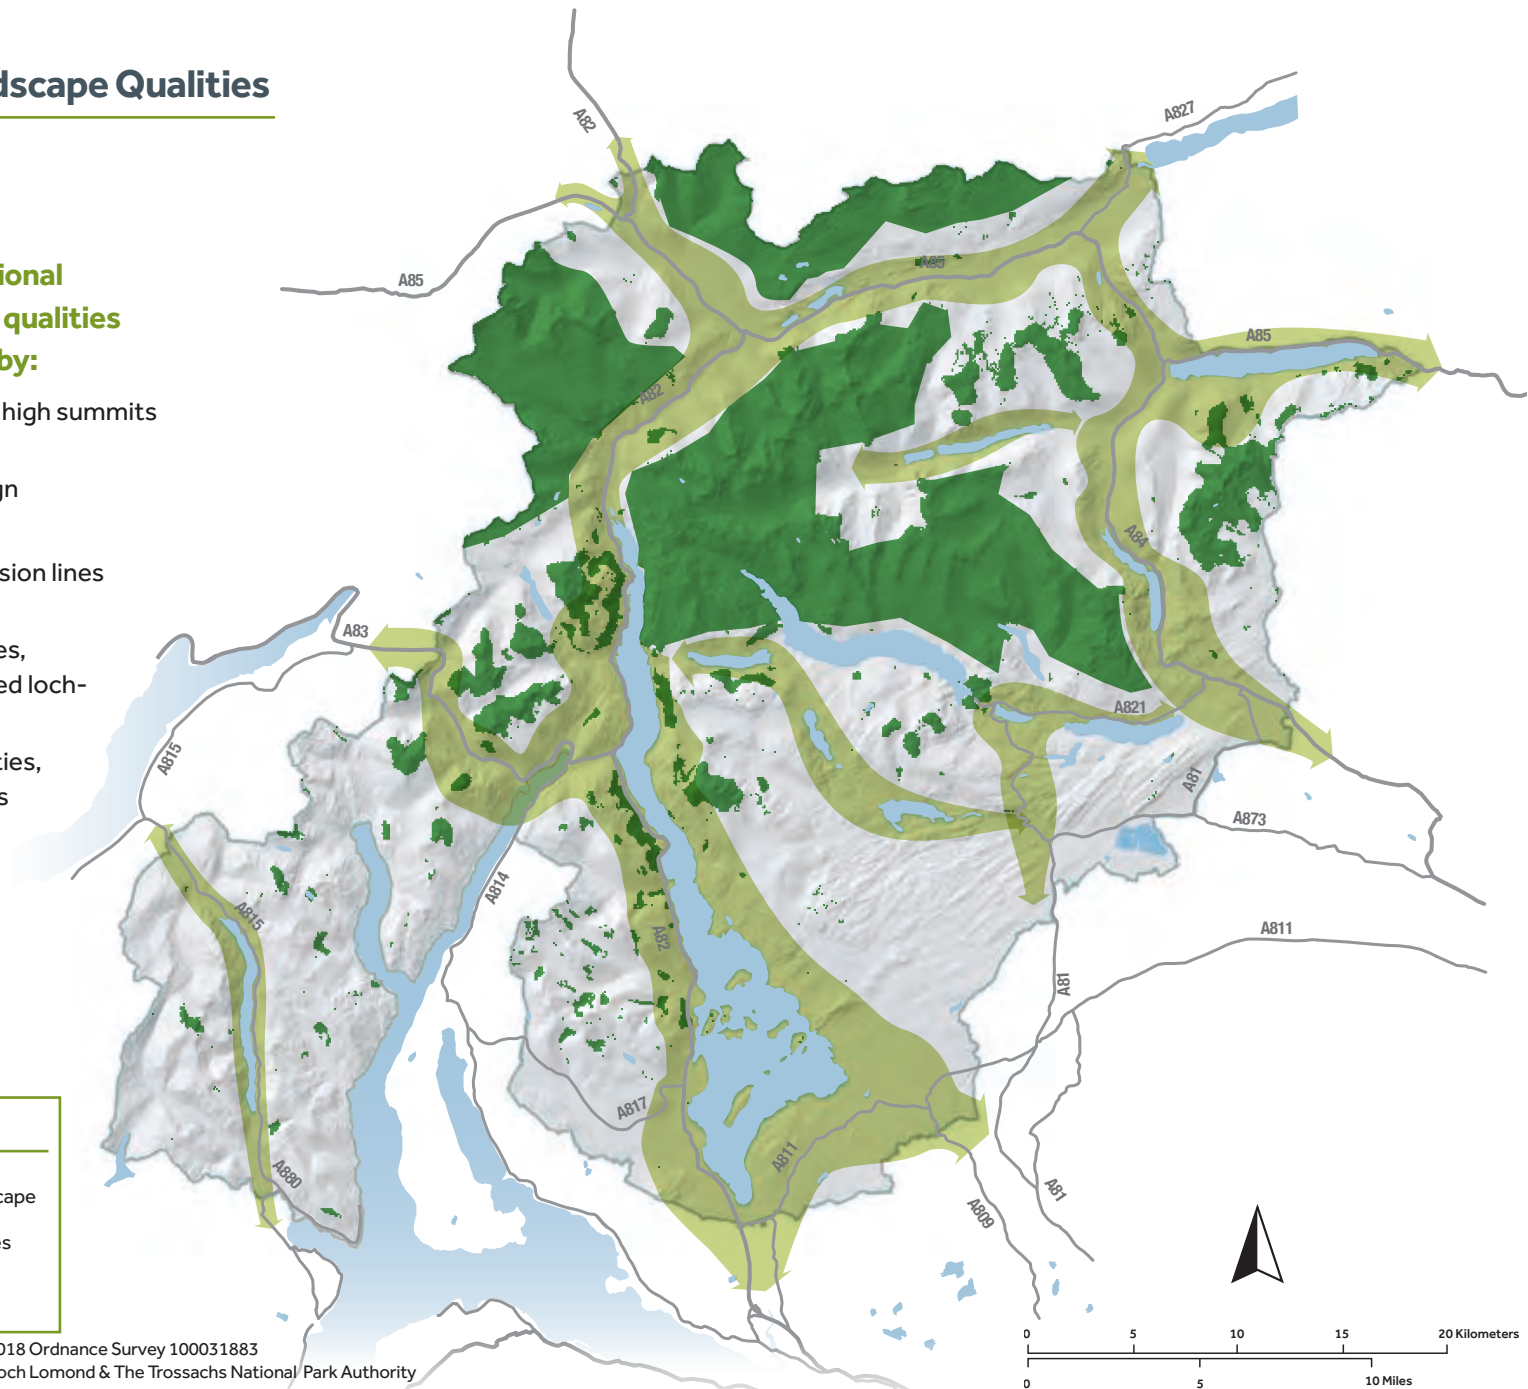 dscape Qualities
ional
qualities
by:
high summits
gn
sion lines
es,
ed loch-
ties,
s
cape
es
018 Ordnance Survey 100031883
och Lomond & The Trossachs National Park Authority
A82
A827
A85
A85
A85
A82
A84
A83
A821
A815
A81
A873
A814
A815
A82
A811
A81
A817
A811
A880
A81
A809
0 5 10 15 20 Kilometers
0 5 10 Miles